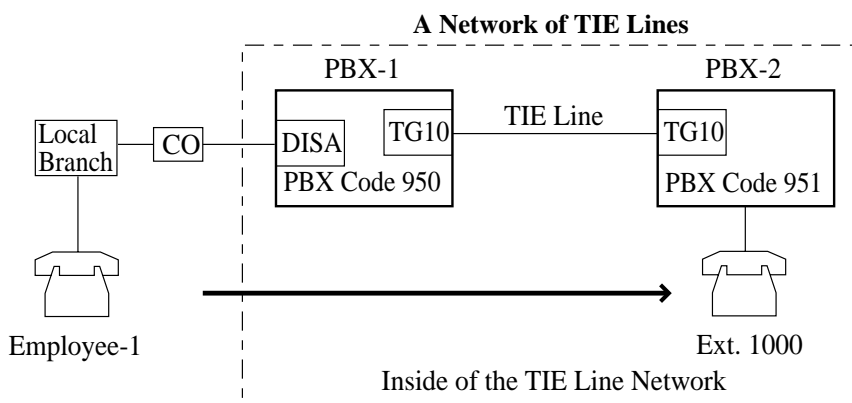 A Network of TIE Lines
PBX-1
PBX-2
Local
Branch
CO
DISA
TG10
TIE Line
TG10
PBX Code 950
PBX Code 951
Employee-1
Ext. 1000
Inside of the TIE Line Network